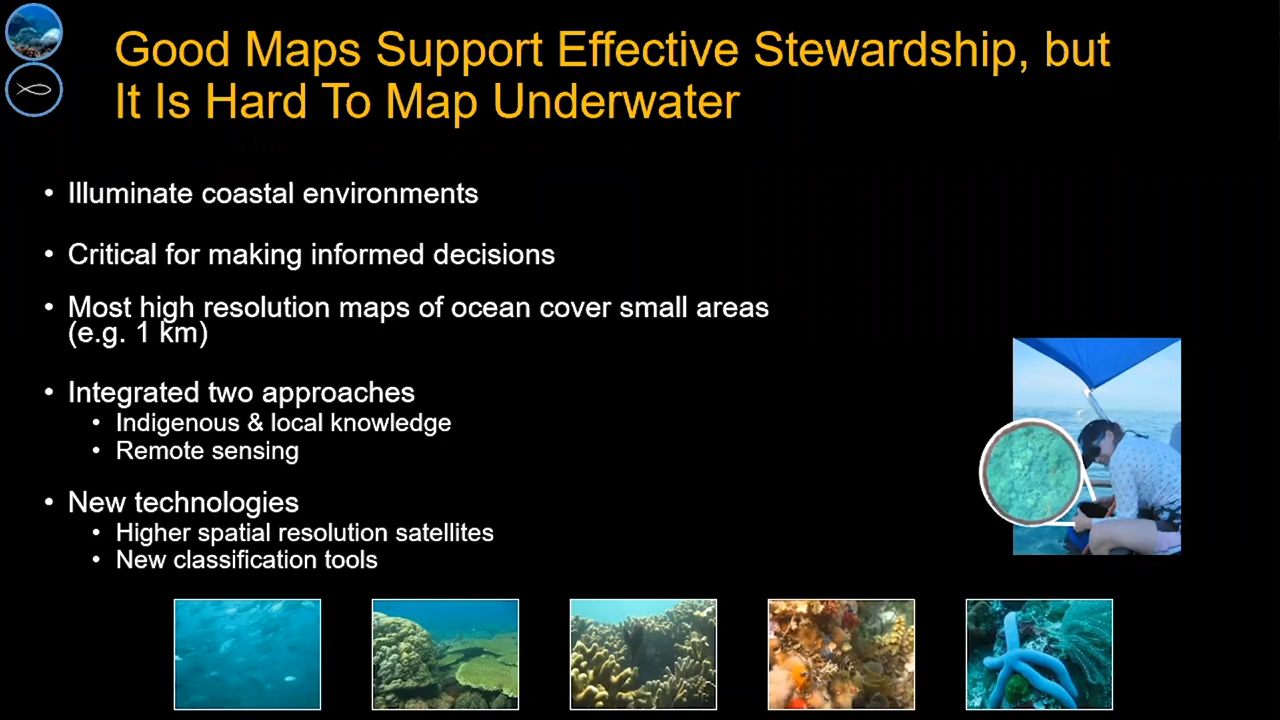 Good Maps Support Effective Stewardship, but
It Is Hard To Map Underwater
• Illuminate coastal environments
• Critical for making informed decisions
• Most high resolution maps of ocean cover small areas
(e.g. 1 km)
• Integrated two approaches
• Indigenous & local knowledge
• Remote sensing
• New technologies
• Higher spatial resolution satellites
• New classification tools